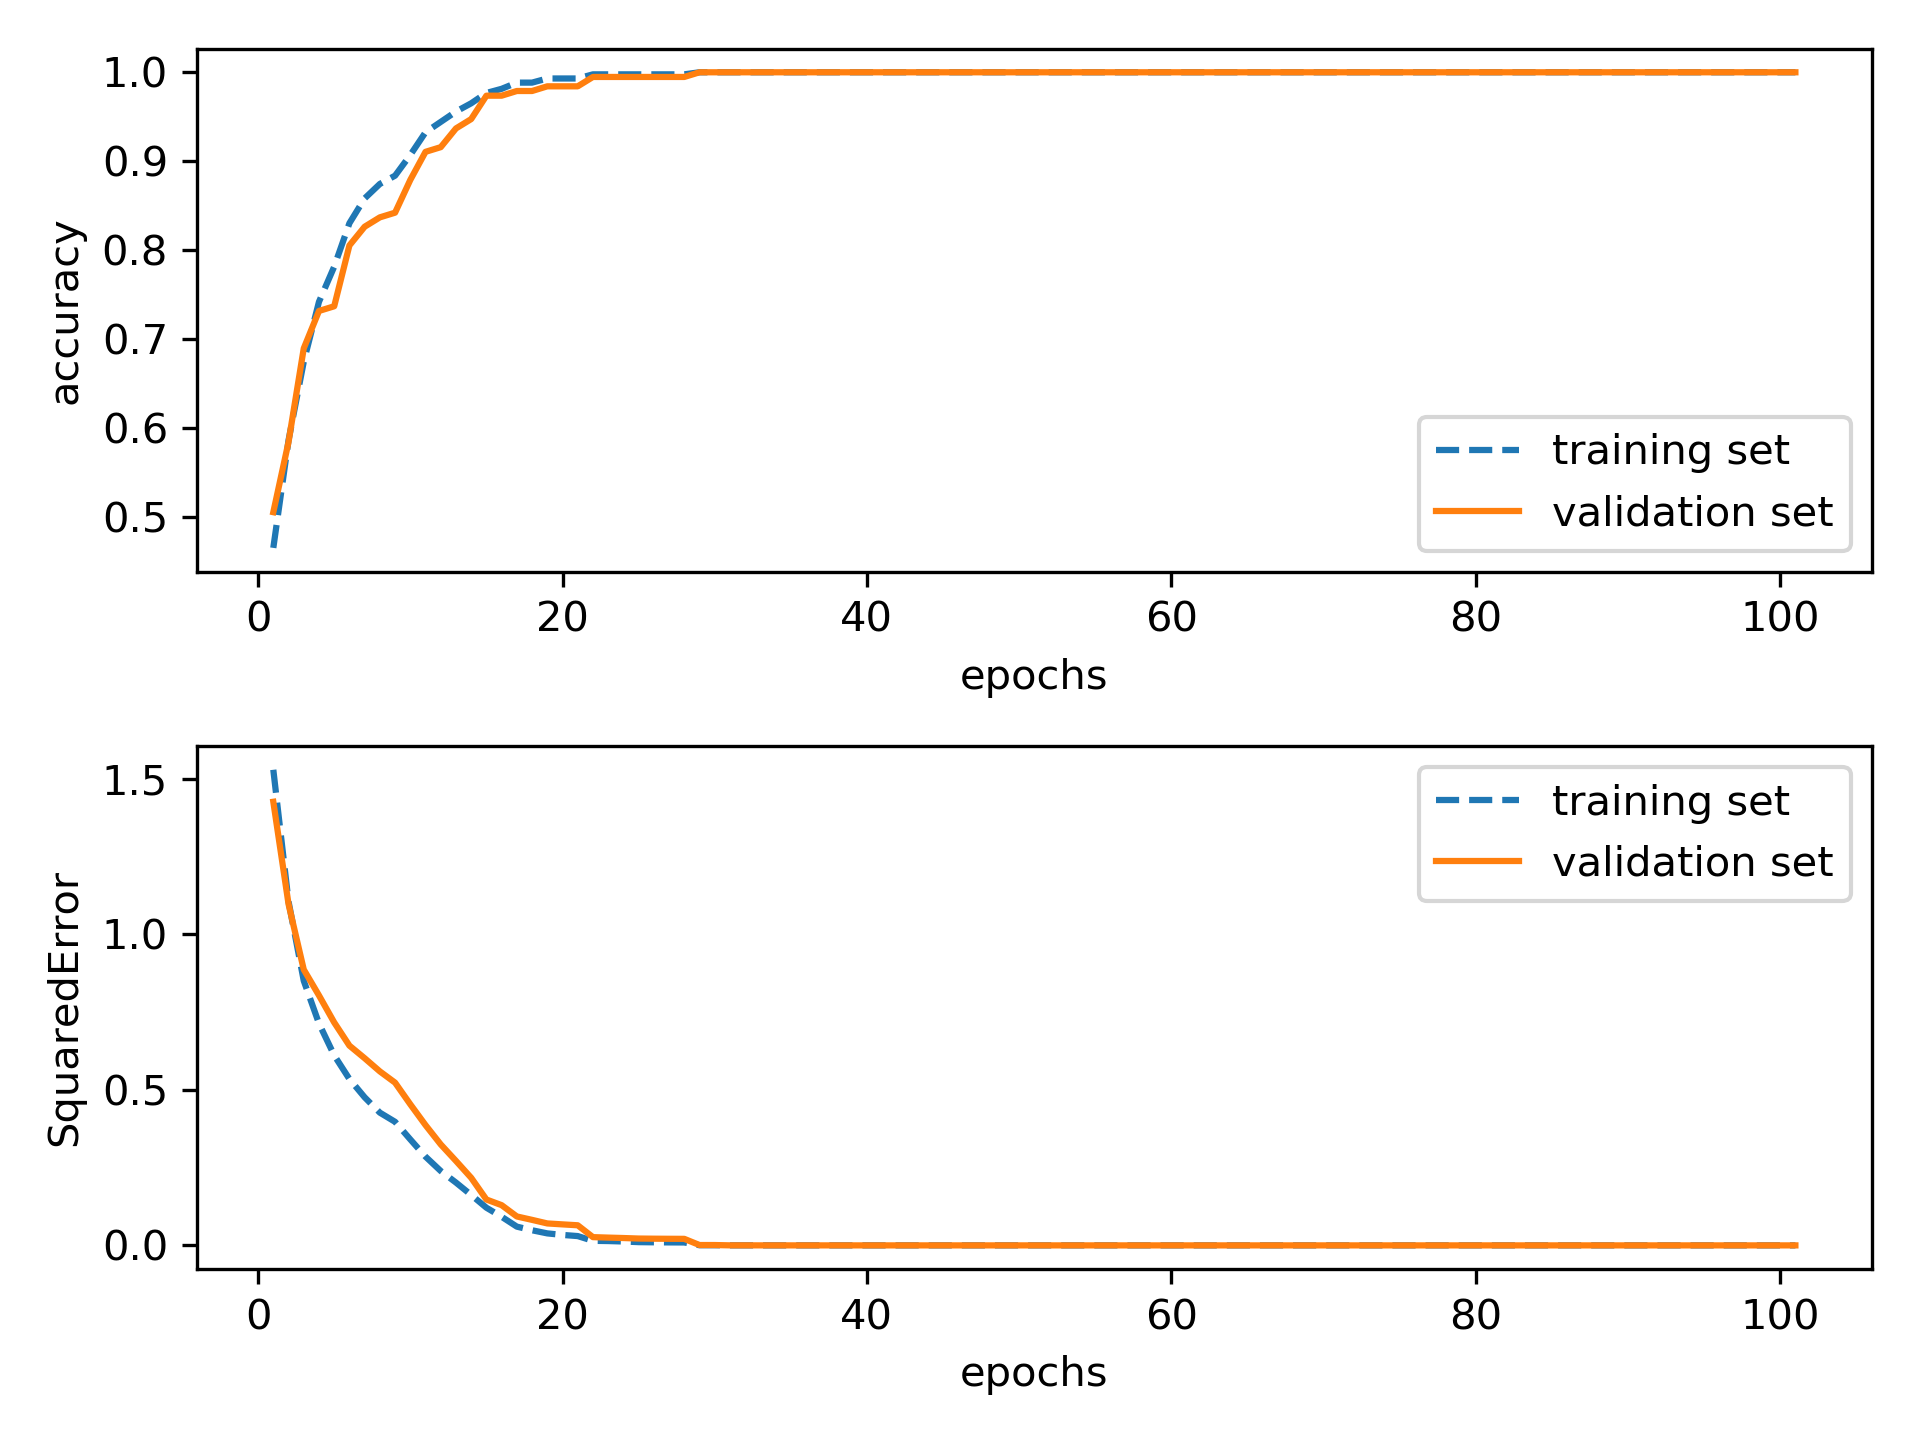 1.0
0.9
0.8
0.7
0.6
0.5
accuracy
training set
validation set
0 20 40 60 80 100
epochs
1.5
1.0
0.5
0.0
SquaredError
training set
validation set
0 20 40 60 80 100
epochs